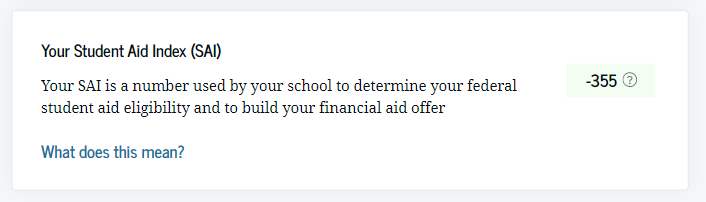 Your Student Aid Index (SAI)
Your SAI is a number used by your school to determine your federal
student aid eligibility and to build your financial aid offer
-355 ?
What does this mean?